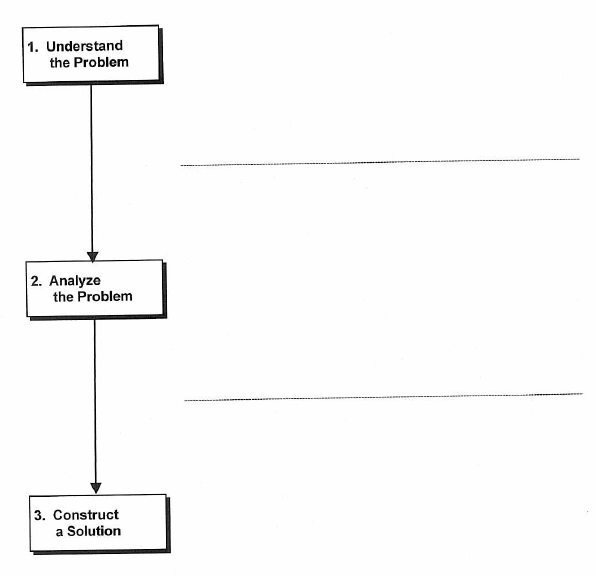 1. Understand
the Problem
2. Analyze
the Problem
3. Construct
a Solution